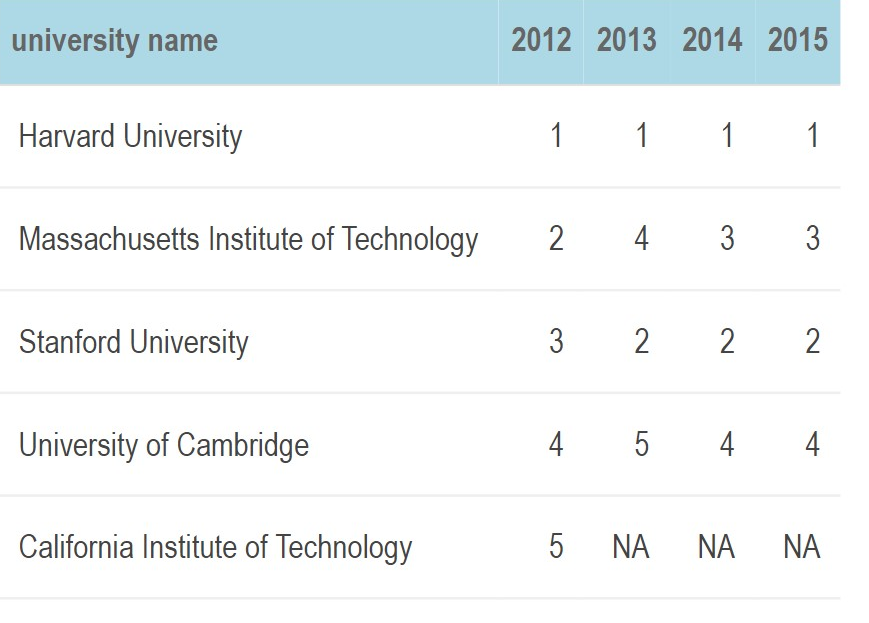 university name 2012 2013 2014 2015
Harvard University 1 1 1 1
Massachusetts Institute of Technology 2 4 3 3
Stanford University 3 2 2 2
University of Cambridge 4 5 4 4
California Institute of Technology 5 NA NA NA